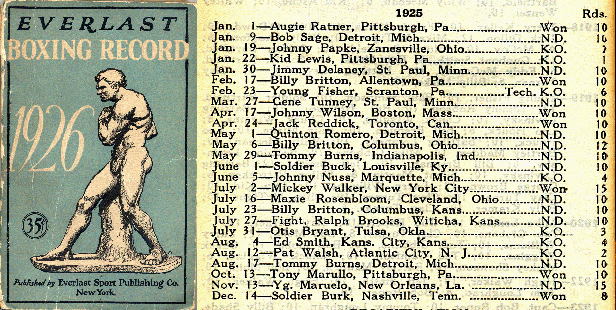 EVERLAST
BOXING RECORD
1926
35¢
Published by Everlast Sport Publishing Co.
New York.
1925 Rds.
Jan. 1—Augie Ratner, Pittsburgh, Pa. Won 10
Jan. 9—Bob Sage, Detroit, Mich. N.D. 10
Jan. 19—Johnny Papke, Zanesville, Ohio K.O.
Jan. 22—Kid Lewis, Pittsburgh, Pa. K.O. 1
Jan. 30—Jimmy Delaney, St. Paul, Minn. N.D. 10
Feb. 17—Billy Britton, Allentown, Pa. Won
Feb. 23—Young Fisher, Scranton, Pa. Tech. K.O. 6
Mar. 27—Gene Tunney, St. Paul, Minn. N.D. 10
Apr. 17—Johnny Wilson, Boston, Mass. Won 10
Apr. 24—Jack Reddick, Toronto, Can. Won 10
May 1—Quinton Romero, Detroit, Mich. N.D. 10
May 6—Billy Britton, Columbus, Ohio N.D. 12
May 29—Tommy Burns, Indianapolis, Ind. N.D. 10
June 1—Soldier Buck, Louisville, Ky. N.D. 10
June 5—Johnny Nuss, Marquette, Mich. K.O. 4
July 2—Mickey Walker, New York City Won 15
July 16—Maxie Rosenbloom, Cleveland, Ohio N.D. 10
July 23—Billy Britton, Columbus, Kans. N.D. 10
July 27—Fight, Ralph Brooks, Witicha, Kans. N.D. 10
July 31—Otis Bryant, Tulsa, Okla. K.O. 3
Aug. 4—Ed Smith, Kans. City, Kans. K.O. 4
Aug. 12—Pat Walsh, Atlantic City, N. J. K.O. 2
Aug. 17—Tommy Burns, Detroit, Mich. N.D. 10
Oct. 13—Tony Marullo, Pittsburgh, Pa. Won 10
Nov. 13—Yg. Maruelo, New Orleans, La. N.D. 15
Dec. 14—Soldier Burk, Nashville, Tenn. Won 8